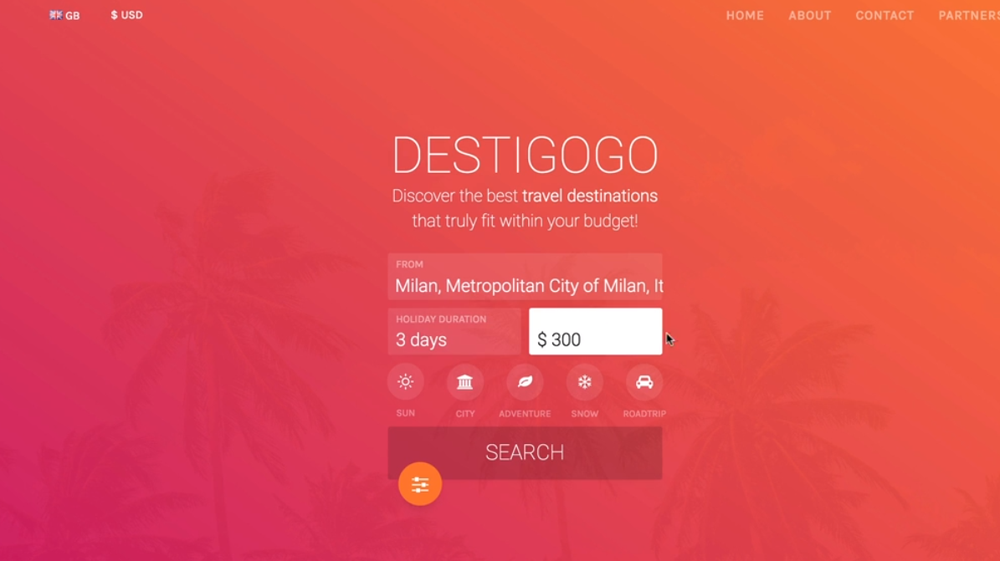 GB $ USD HOME ABOUT CONTACT PARTNERS
DESTIGOGO
Discover the best travel destinations
that truly fit within your budget!
FROM
Milan, Metropolitan City of Milan, It
HOLIDAY DURATION
3 days $ 300
SUN CITY ADVENTURE SNOW ROADTRIP
SEARCH